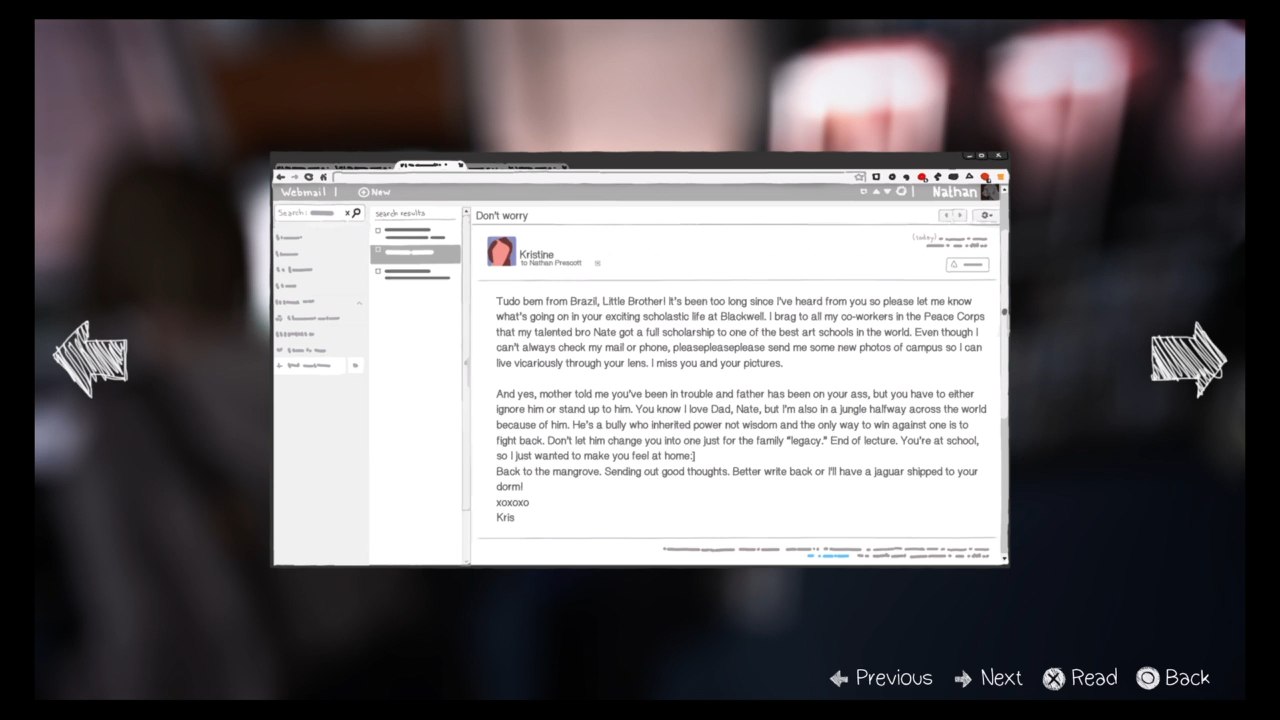 Webmail
New
Nathan
Search:
search results
Don't worry
(today)
Kristine
to Nathan Prescott
Tudo bem from Brazil, Little Brother! It's been too long since I've heard from you so please let me know
what's going on in your exciting scholastic life at Blackwell. I brag to all my co-workers in the Peace Corps
that my talented bro Nate got a full scholarship to one of the best art schools in the world. Even though I
can't always check my mail or phone, pleasepleaseplease send me some new photos of campus so I can
live vicariously through your lens. I miss you and your pictures.
And yes, mother told me you've been in trouble and father has been on your ass, but you have to either
ignore him or stand up to him. You know I love Dad, Nate, but I'm also in a jungle halfway across the world
because of him. He's a bully who inherited power not wisdom and the only way to win against one is to
fight back. Don't let him change you into one just for the family “legacy.” End of lecture. You're at school,
so I just wanted to make you feel at home:]
Back to the mangrove. Sending out good thoughts. Better write back or I'll have a jaguar shipped to your
dorm!
xoxoxo
Kris
Previous Next Read Back